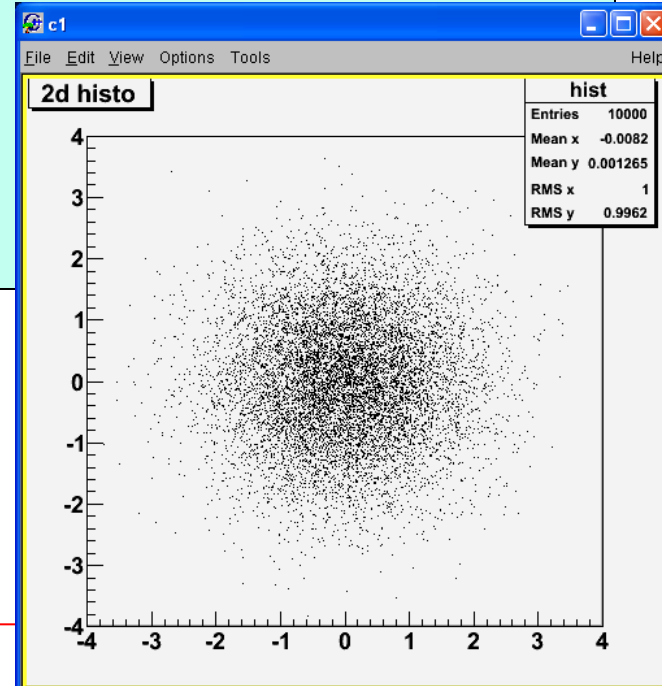 c1
File Edit View Options Tools Help
2d histo
hist
Entries 10000
Mean x -0.0082
Mean y 0.001265
RMS x 1
RMS y 0.9962
4
3
2
1
0
-1
-2
-3
-4
-4 -3 -2 -1 0 1 2 3 4